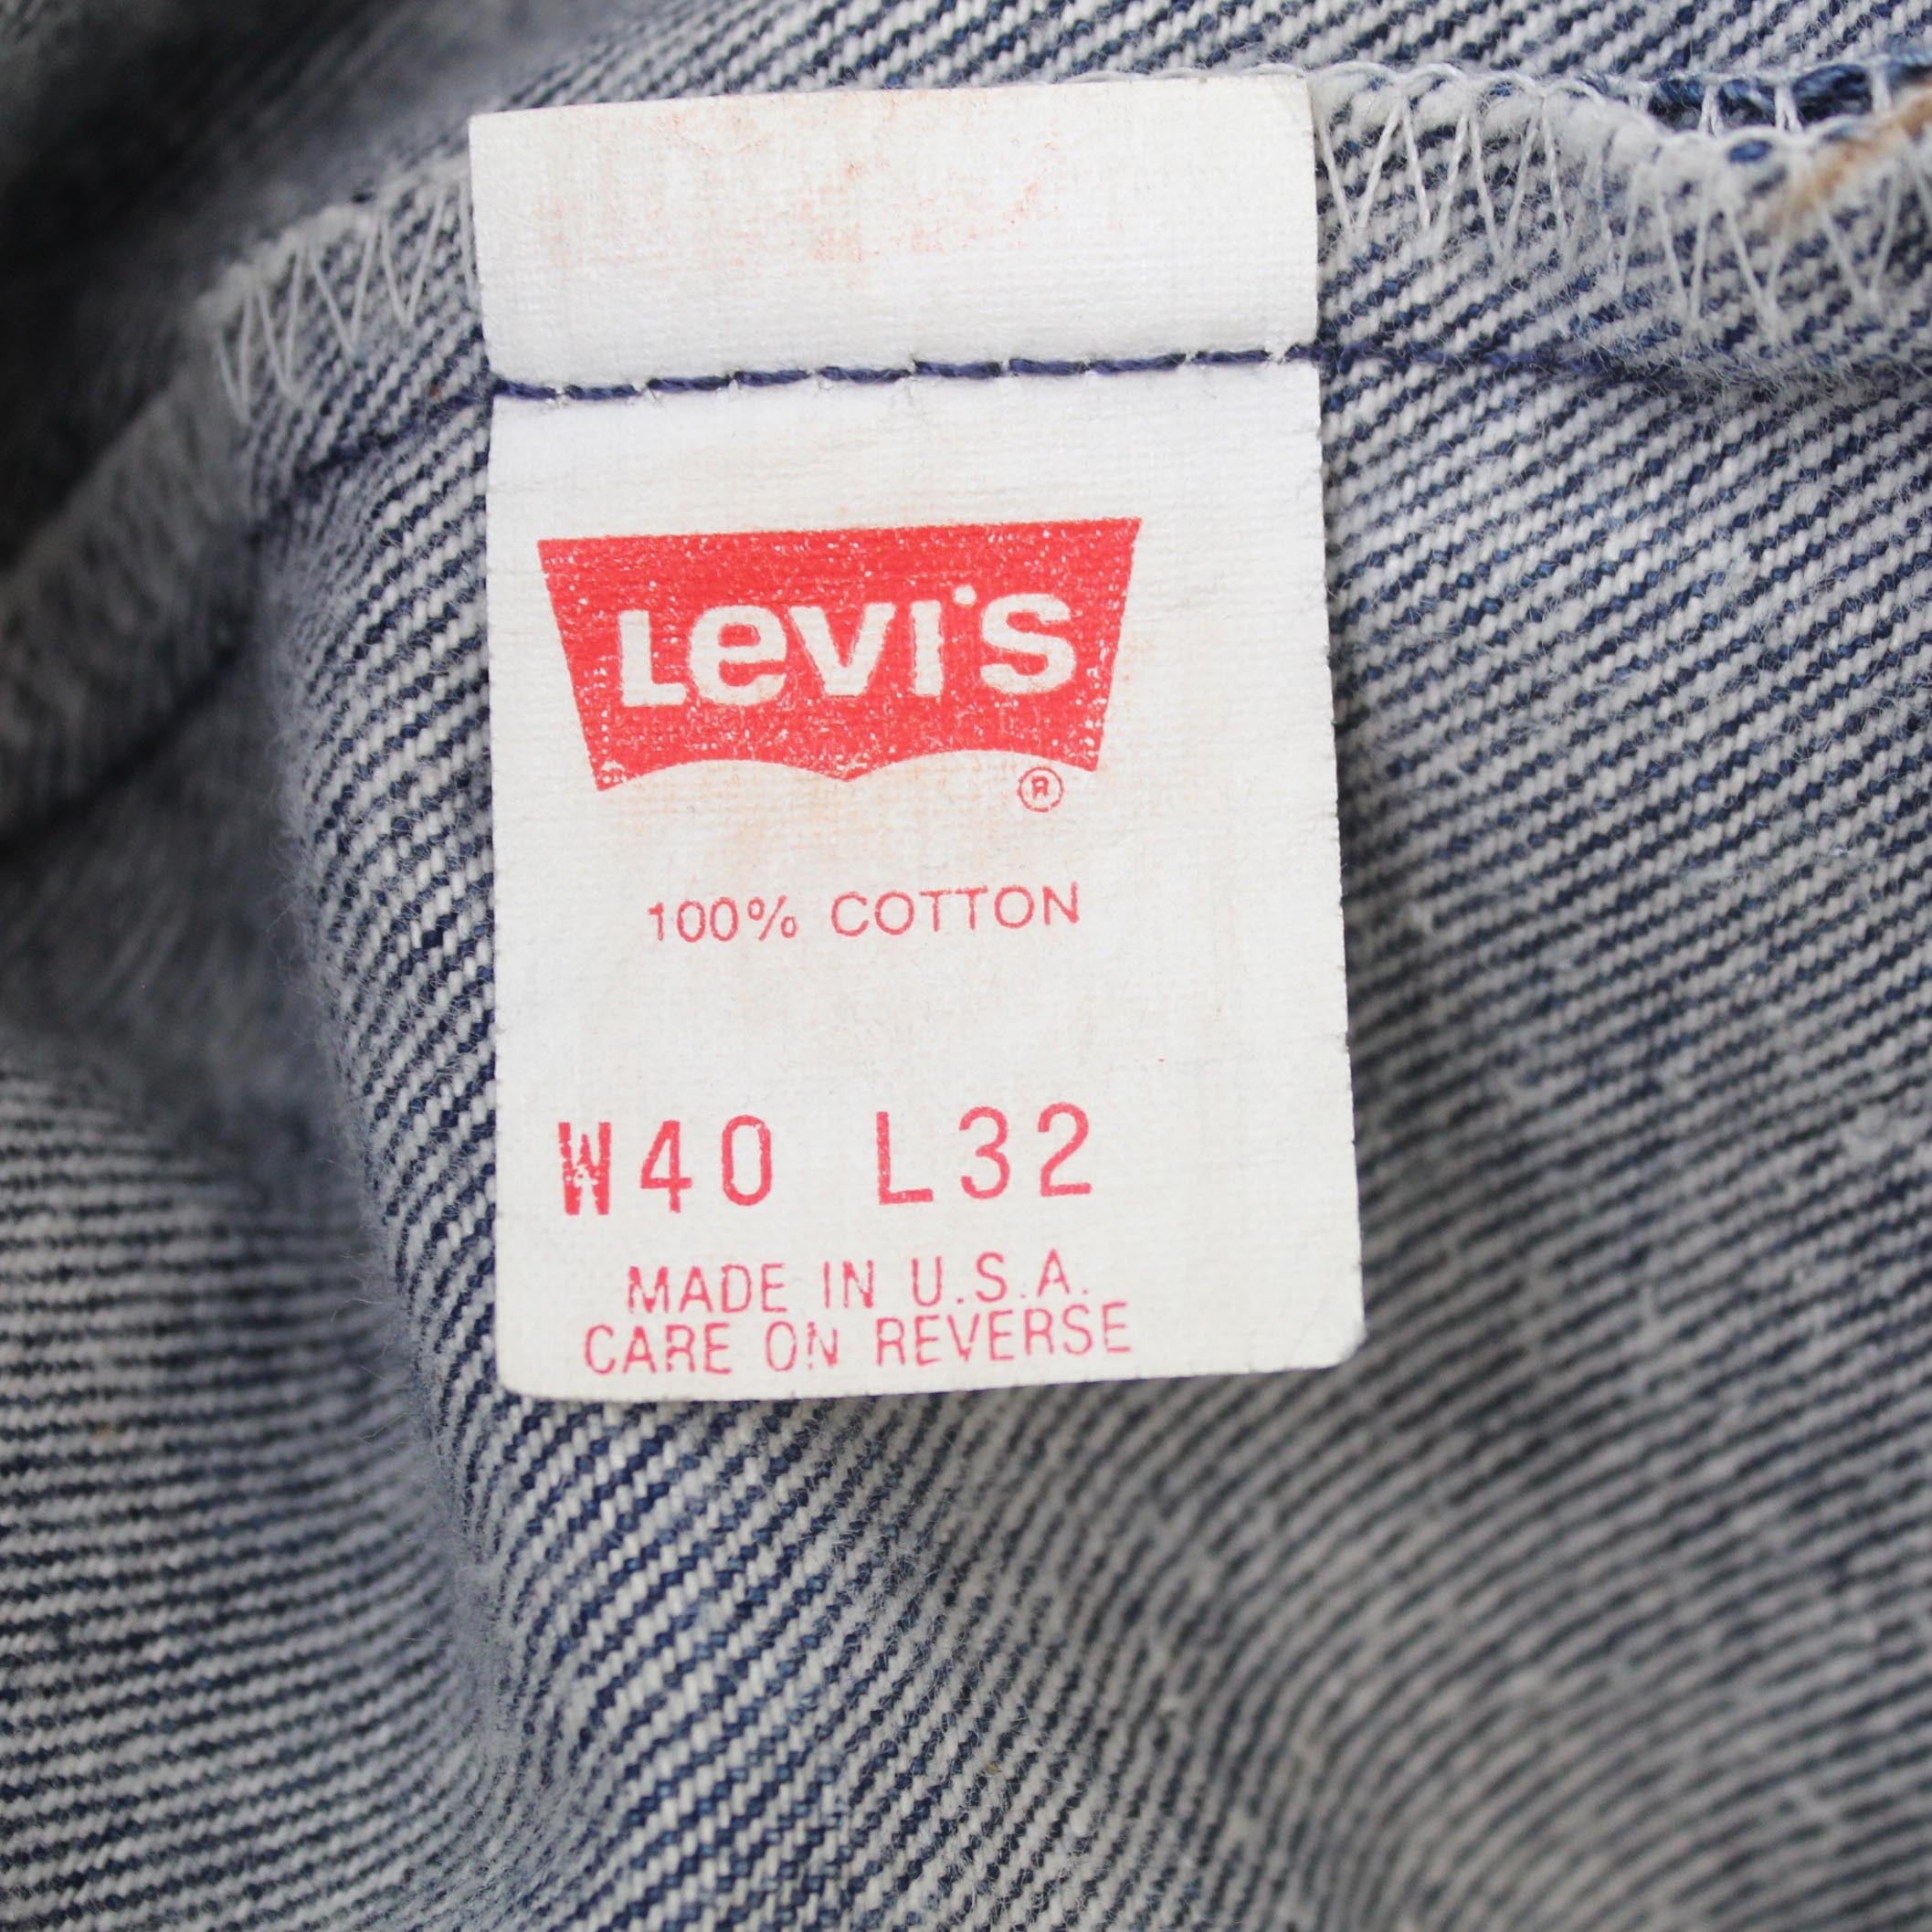 Levi's
®
100% COTTON
W40 L32
MADE IN U.S.A.
CARE ON REVERSE